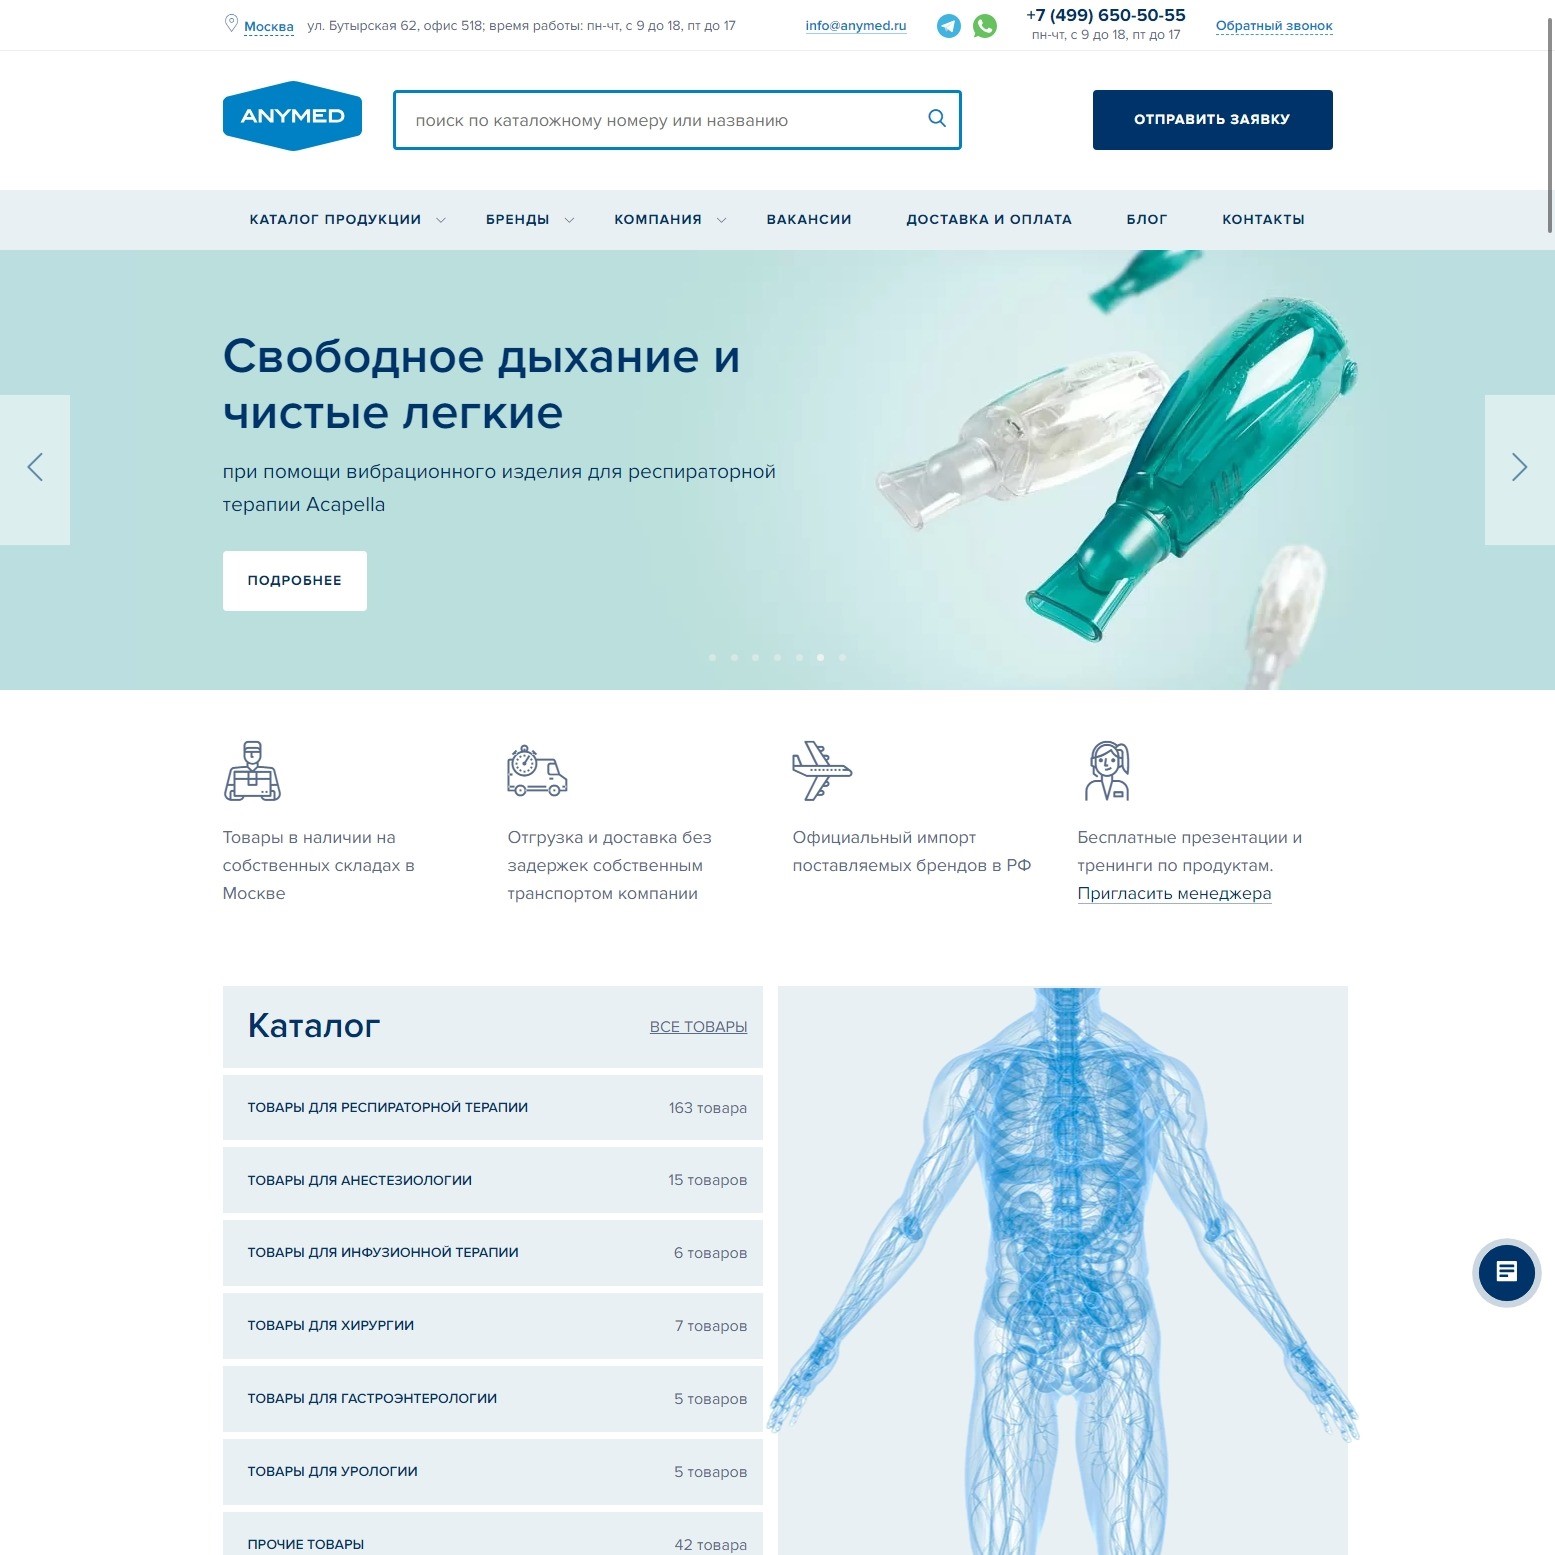 Москва ул. Бутырская 62, офис 518; время работы: пн-чт, с 9 до 18, пт до 17 info@anymed.ru +7 (499) 650-50-55 Обратный звонок
пн-чт, с 9 до 18, пт до 17
ANYMED
поиск по каталожному номеру или названию
ОТПРАВИТЬ ЗАЯВКУ
КАТАЛОГ ПРОДУКЦИИ БРЕНДЫ КОМПАНИЯ ВАКАНСИИ ДОСТАВКА И ОПЛАТА БЛОГ КОНТАКТЫ
Свободное дыхание и
чистые легкие
при помощи вибрационного изделия для респираторной
терапии Acapella
ПОДРОБНЕЕ
Товары в наличии на
собственных складах в
Москве
Отгрузка и доставка без
задержек собственным
транспортом компании
Официальный импорт
поставляемых брендов в РФ
Бесплатные презентации и
тренинги по продуктам.
Пригласить менеджера
Каталог ВСЕ ТОВАРЫ
ТОВАРЫ ДЛЯ РЕСПИРАТОРНОЙ ТЕРАПИИ 163 товара
ТОВАРЫ ДЛЯ АНЕСТЕЗИОЛОГИИ 15 товаров
ТОВАРЫ ДЛЯ ИНФУЗИОННОЙ ТЕРАПИИ 6 товаров
ТОВАРЫ ДЛЯ ХИРУРГИИ 7 товаров
ТОВАРЫ ДЛЯ ГАСТРОЭНТЕРОЛОГИИ 5 товаров
ТОВАРЫ ДЛЯ УРОЛОГИИ 5 товаров
ПРОЧИЕ ТОВАРЫ 42 товара